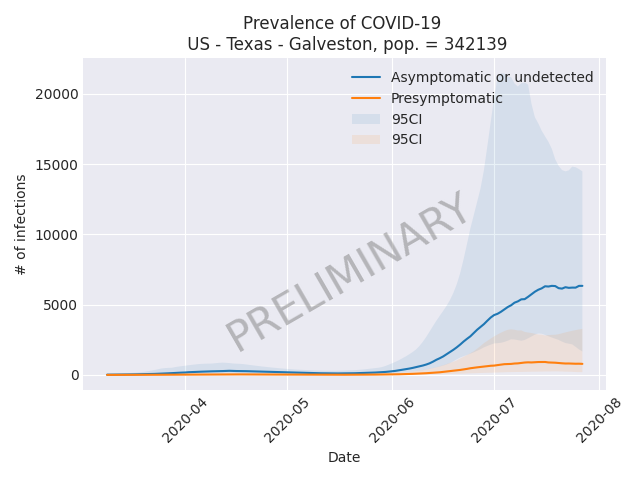 Prevalence of COVID-19
US - Texas - Galveston, pop. = 342139
Asymptomatic or undetected
Presymptomatic
95CI
95CI
20000
15000
10000
5000
0
# of infections
PRELIMINARY
2020-04
2020-05
2020-06
2020-07
2020-08
Date